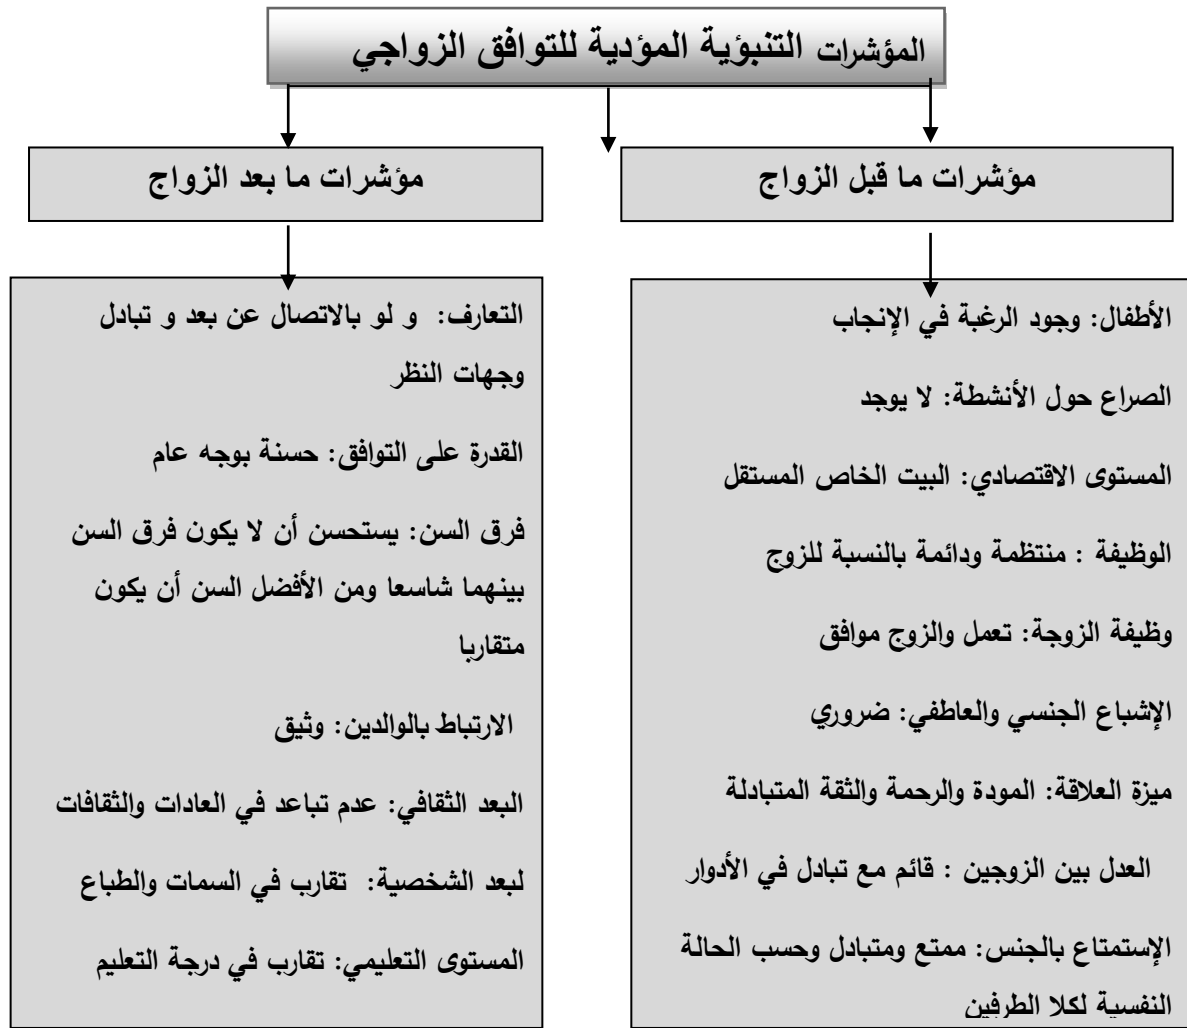 المؤشرات التنبؤية المؤدية للتوافق الزواجي
مؤشرات ما قبل الزواج
مؤشرات ما بعد الزواج
الأطفال: وجود الرغبة في الإنجاب
الصراع حول الأنشطة: لا يوجد
المستوى الاقتصادي: البيت الخاص المستقل
الوظيفة : منتظمة ودائمة بالنسبة للزوج
وظيفة الزوجة: تعمل والزوج موافق
الإشباع الجنسي والعاطفي: ضروري
ميزة العلاقة: المودة والرحمة والثقة المتبادلة
العدل بين الزوجين : قائم مع تبادل في الأدوار
الإستمتاع بالجنس: ممتع ومتبادل وحسب الحالة
النفسية لكلا الطرفين
التعارف: و لو بالاتصال عن بعد و تبادل
وجهات النظر
القدرة على التوافق: حسنة بوجه عام
فرق السن: يستحسن أن لا يكون فرق السن
بينهما شاسعا ومن الأفضل السن أن يكون
متقاربا
الارتباط بالوالدين: وثيق
البعد الثقافي: عدم تباعد في العادات والثقافات
لبعد الشخصية: تقارب في السمات والطباع
المستوى التعليمي: تقارب في درجة التعليم